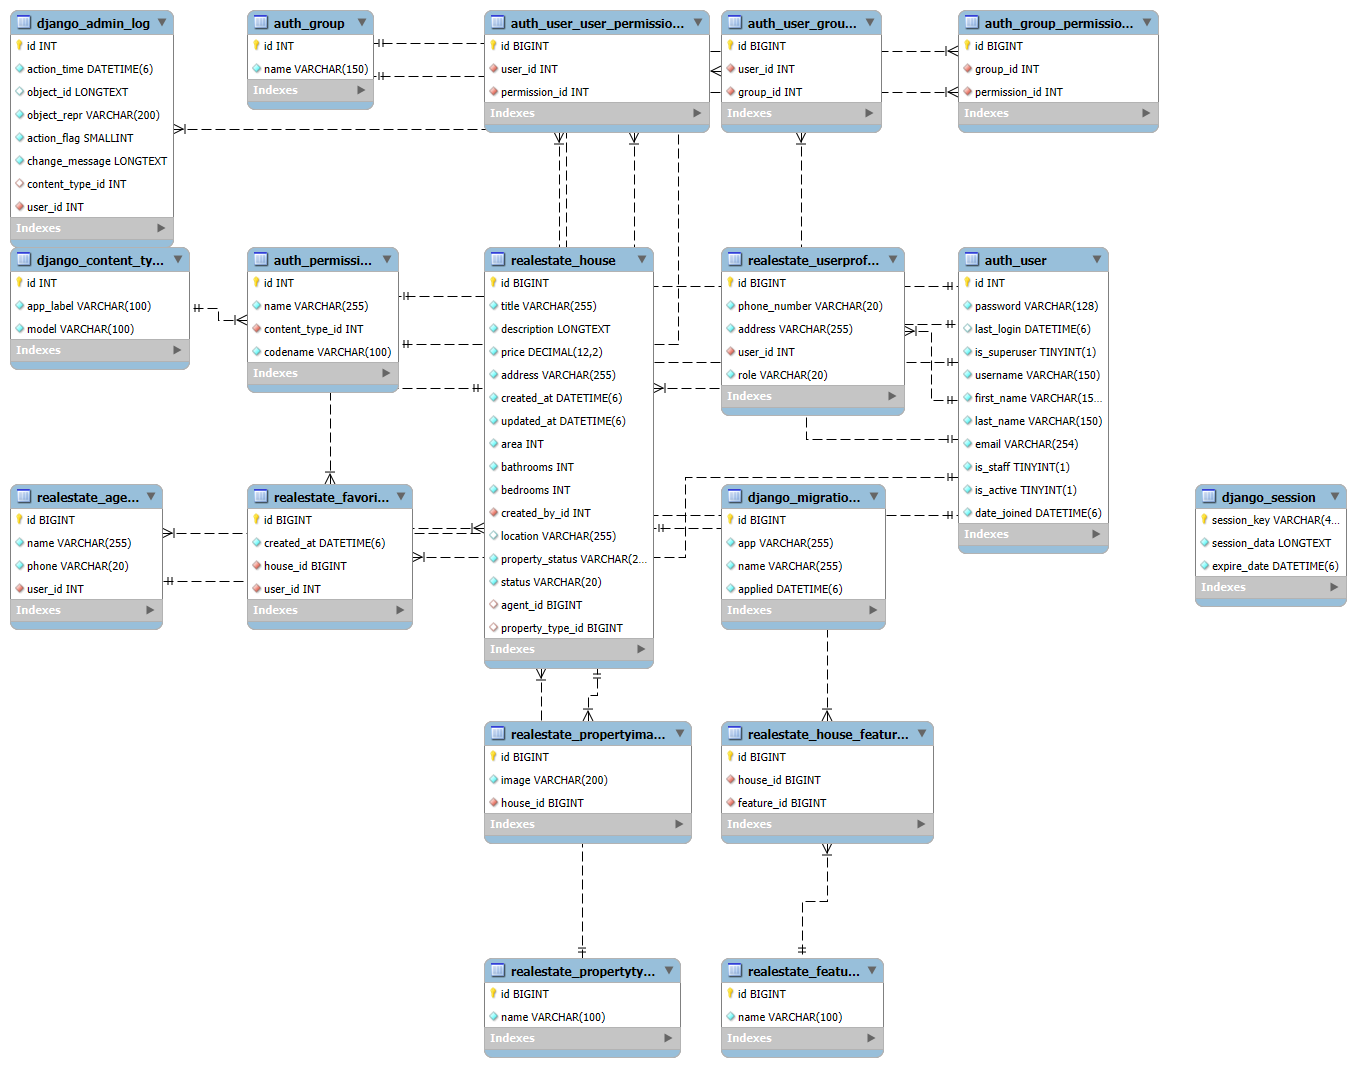 django_admin_log
id INT
action_time DATETIME(6)
object_id LONGTEXT
object_repr VARCHAR(200)
action_flag SMALLINT
change_message LONGTEXT
content_type_id INT
user_id INT
Indexes
auth_group
id INT
name VARCHAR(150)
Indexes
auth_user_user_permissio...
id BIGINT
user_id INT
permission_id INT
Indexes
auth_user_grou...
id BIGINT
user_id INT
group_id INT
Indexes
auth_group_permissio...
id BIGINT
group_id INT
permission_id INT
Indexes
django_content_ty...
id INT
app_label VARCHAR(100)
model VARCHAR(100)
Indexes
auth_permissi...
id INT
name VARCHAR(255)
content_type_id INT
codename VARCHAR(100)
Indexes
realestate_house
id BIGINT
title VARCHAR(255)
description LONGTEXT
price DECIMAL(12,2)
address VARCHAR(255)
created_at DATETIME(6)
updated_at DATETIME(6)
area INT
bathrooms INT
bedrooms INT
created_by_id INT
location VARCHAR(255)
property_status VARCHAR(2...
status VARCHAR(20)
agent_id BIGINT
property_type_id BIGINT
Indexes
realestate_userprof...
id BIGINT
phone_number VARCHAR(20)
address VARCHAR(255)
user_id INT
role VARCHAR(20)
Indexes
auth_user
id INT
password VARCHAR(128)
last_login DATETIME(6)
is_superuser TINYINT(1)
username VARCHAR(150)
first_name VARCHAR(15...
last_name VARCHAR(150)
email VARCHAR(254)
is_staff TINYINT(1)
is_active TINYINT(1)
date_joined DATETIME(6)
Indexes
realestate_age...
id BIGINT
name VARCHAR(255)
phone VARCHAR(20)
user_id INT
Indexes
realestate_favori...
id BIGINT
created_at DATETIME(6)
house_id BIGINT
user_id INT
Indexes
django_migratio...
id BIGINT
app VARCHAR(255)
name VARCHAR(255)
applied DATETIME(6)
Indexes
django_session
session_key VARCHAR(4...
session_data LONGTEXT
expire_date DATETIME(6)
Indexes
realestate_propertyima...
id BIGINT
image VARCHAR(200)
house_id BIGINT
Indexes
realestate_house_featur...
id BIGINT
house_id BIGINT
feature_id BIGINT
Indexes
realestate_propertyty...
id BIGINT
name VARCHAR(100)
Indexes
realestate_featu...
id BIGINT
name VARCHAR(100)
Indexes